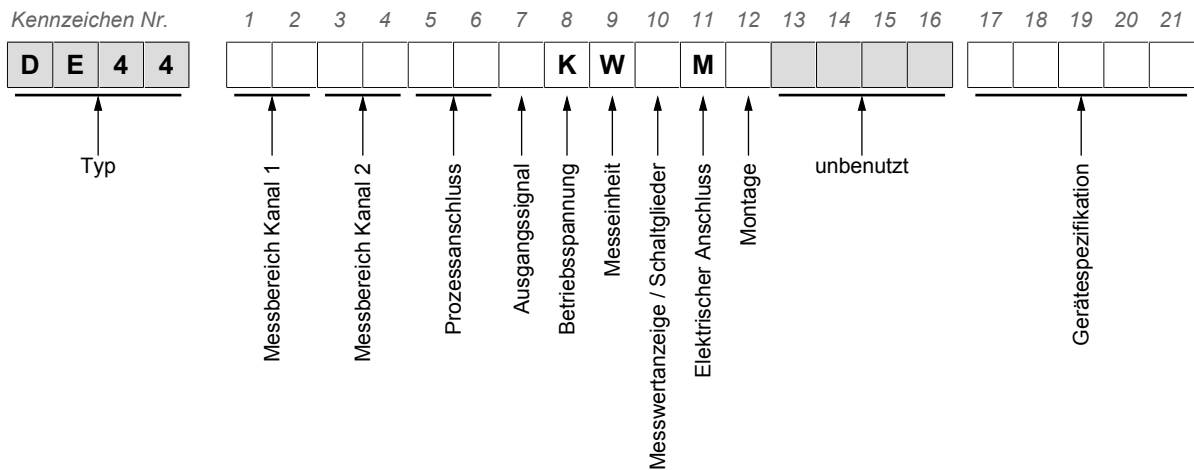 Kennzeichen Nr. 1 2 3 4 5 6 7 8 9 10 11 12 13 14 15 16 17 18 19 20 21
D E 4 4 K W M
Typ
Messbereich Kanal 1
Messbereich Kanal 2
Prozessanschluss
Ausgangssignal
Betriebsspannung
Messeinheit
Messwertanzeige / Schaltglieder
Elektrischer Anschluss
Montage
unbenutzt
Gerätespezifikation